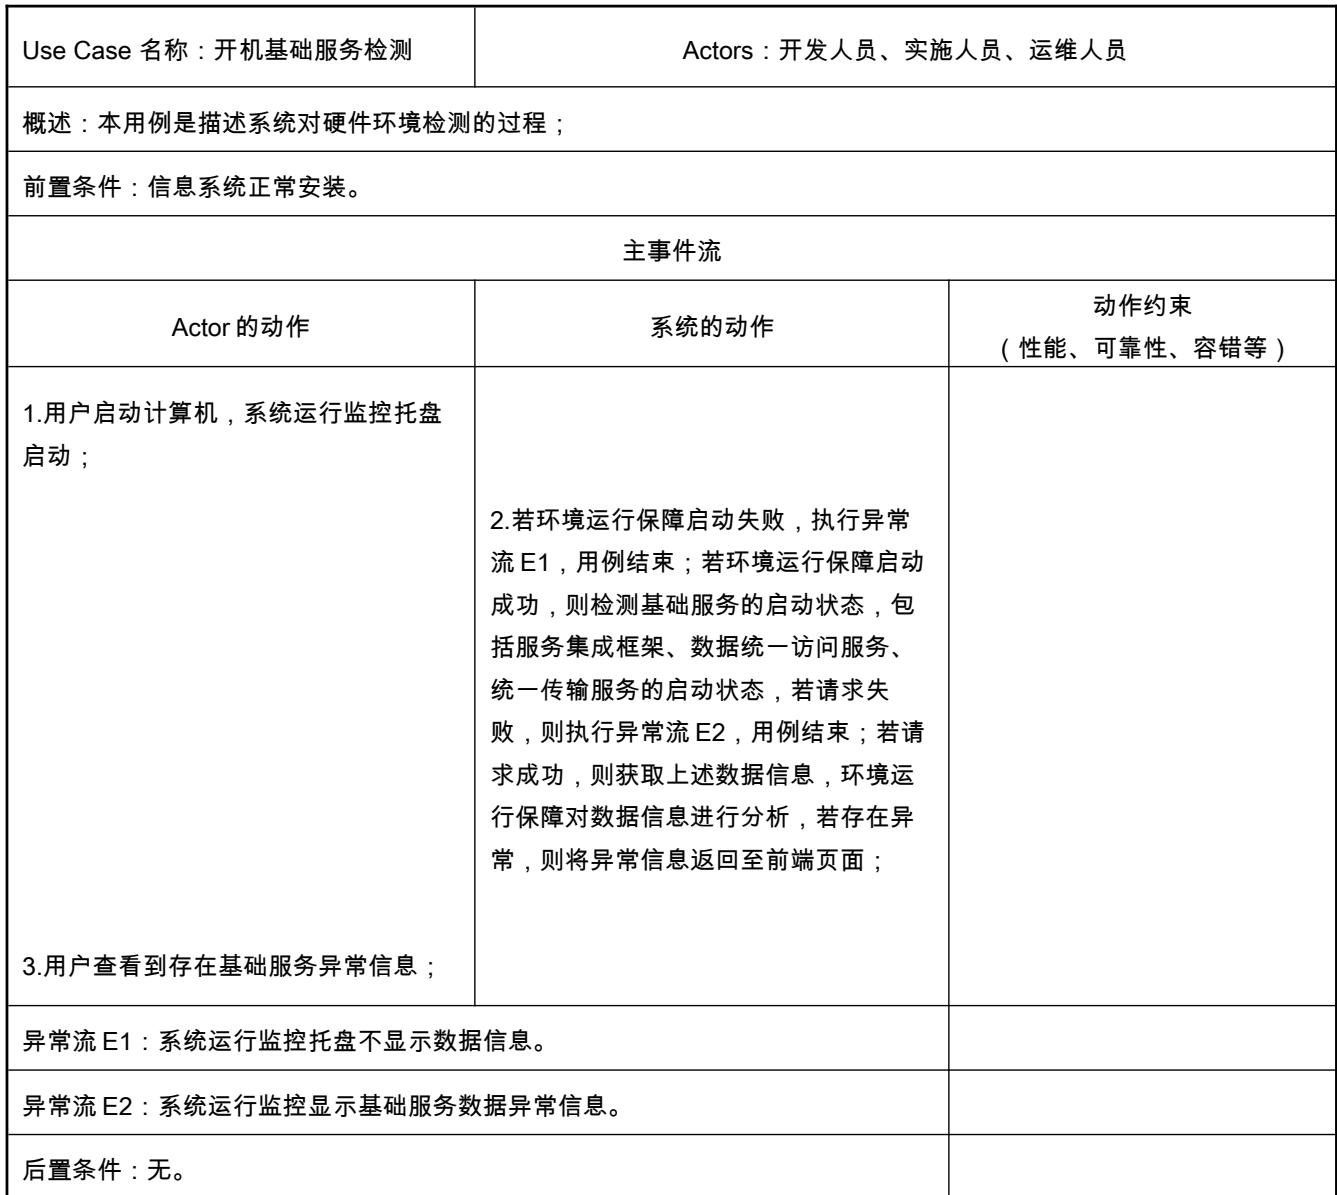 Use Case 名称：开机基础服务检测
Actors：开发人员、实施人员、运维人员
概述：本用例是描述系统对硬件环境检测的过程；
前置条件：信息系统正常安装。
主事件流
Actor 的动作
系统的动作
动作约束
（性能、可靠性、容错等）
1.用户启动计算机，系统运行监控托盘
启动；
2.若环境运行保障启动失败，执行异常
流 E1，用例结束；若环境运行保障启动
成功，则检测基础服务的启动状态，包
括服务集成框架、数据统一访问服务、
统一传输服务的启动状态，若请求失
败，则执行异常流 E2，用例结束；若请
求成功，则获取上述数据信息，环境运
行保障对数据信息进行分析，若存在异
常，则将异常信息返回至前端页面；
3.用户查看到存在基础服务异常信息；
异常流 E1：系统运行监控托盘不显示数据信息。
异常流 E2：系统运行监控显示基础服务数据异常信息。
后置条件：无。